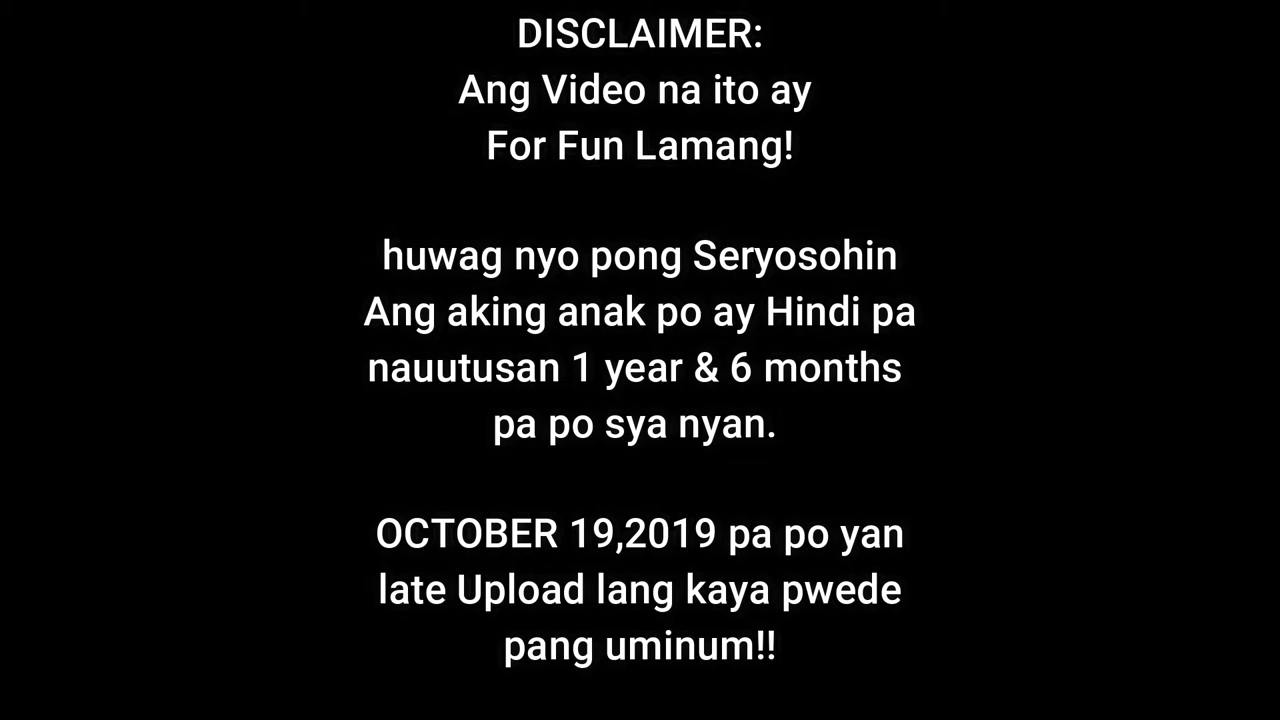 DISCLAIMER:
Ang Video na ito ay
For Fun Lamang!
huwag nyo pong Seryosohin
Ang aking anak po ay Hindi pa
nauutusan 1 year & 6 months
pa po sya nyan.
OCTOBER 19,2019 pa po yan
late Upload lang kaya pwede
pang uminum!!